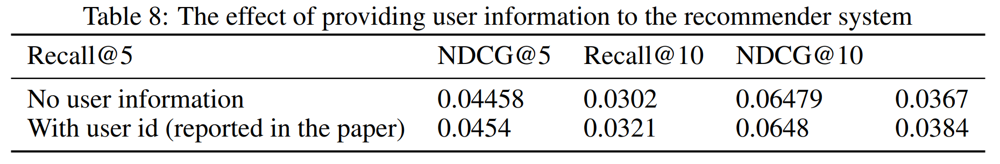 Table 8: The effect of providing user information to the recommender system
Recall@5 NDCG@5 Recall@10 NDCG@10
No user information 0.04458 0.0302 0.06479 0.0367
With user id (reported in the paper) 0.0454 0.0321 0.0648 0.0384